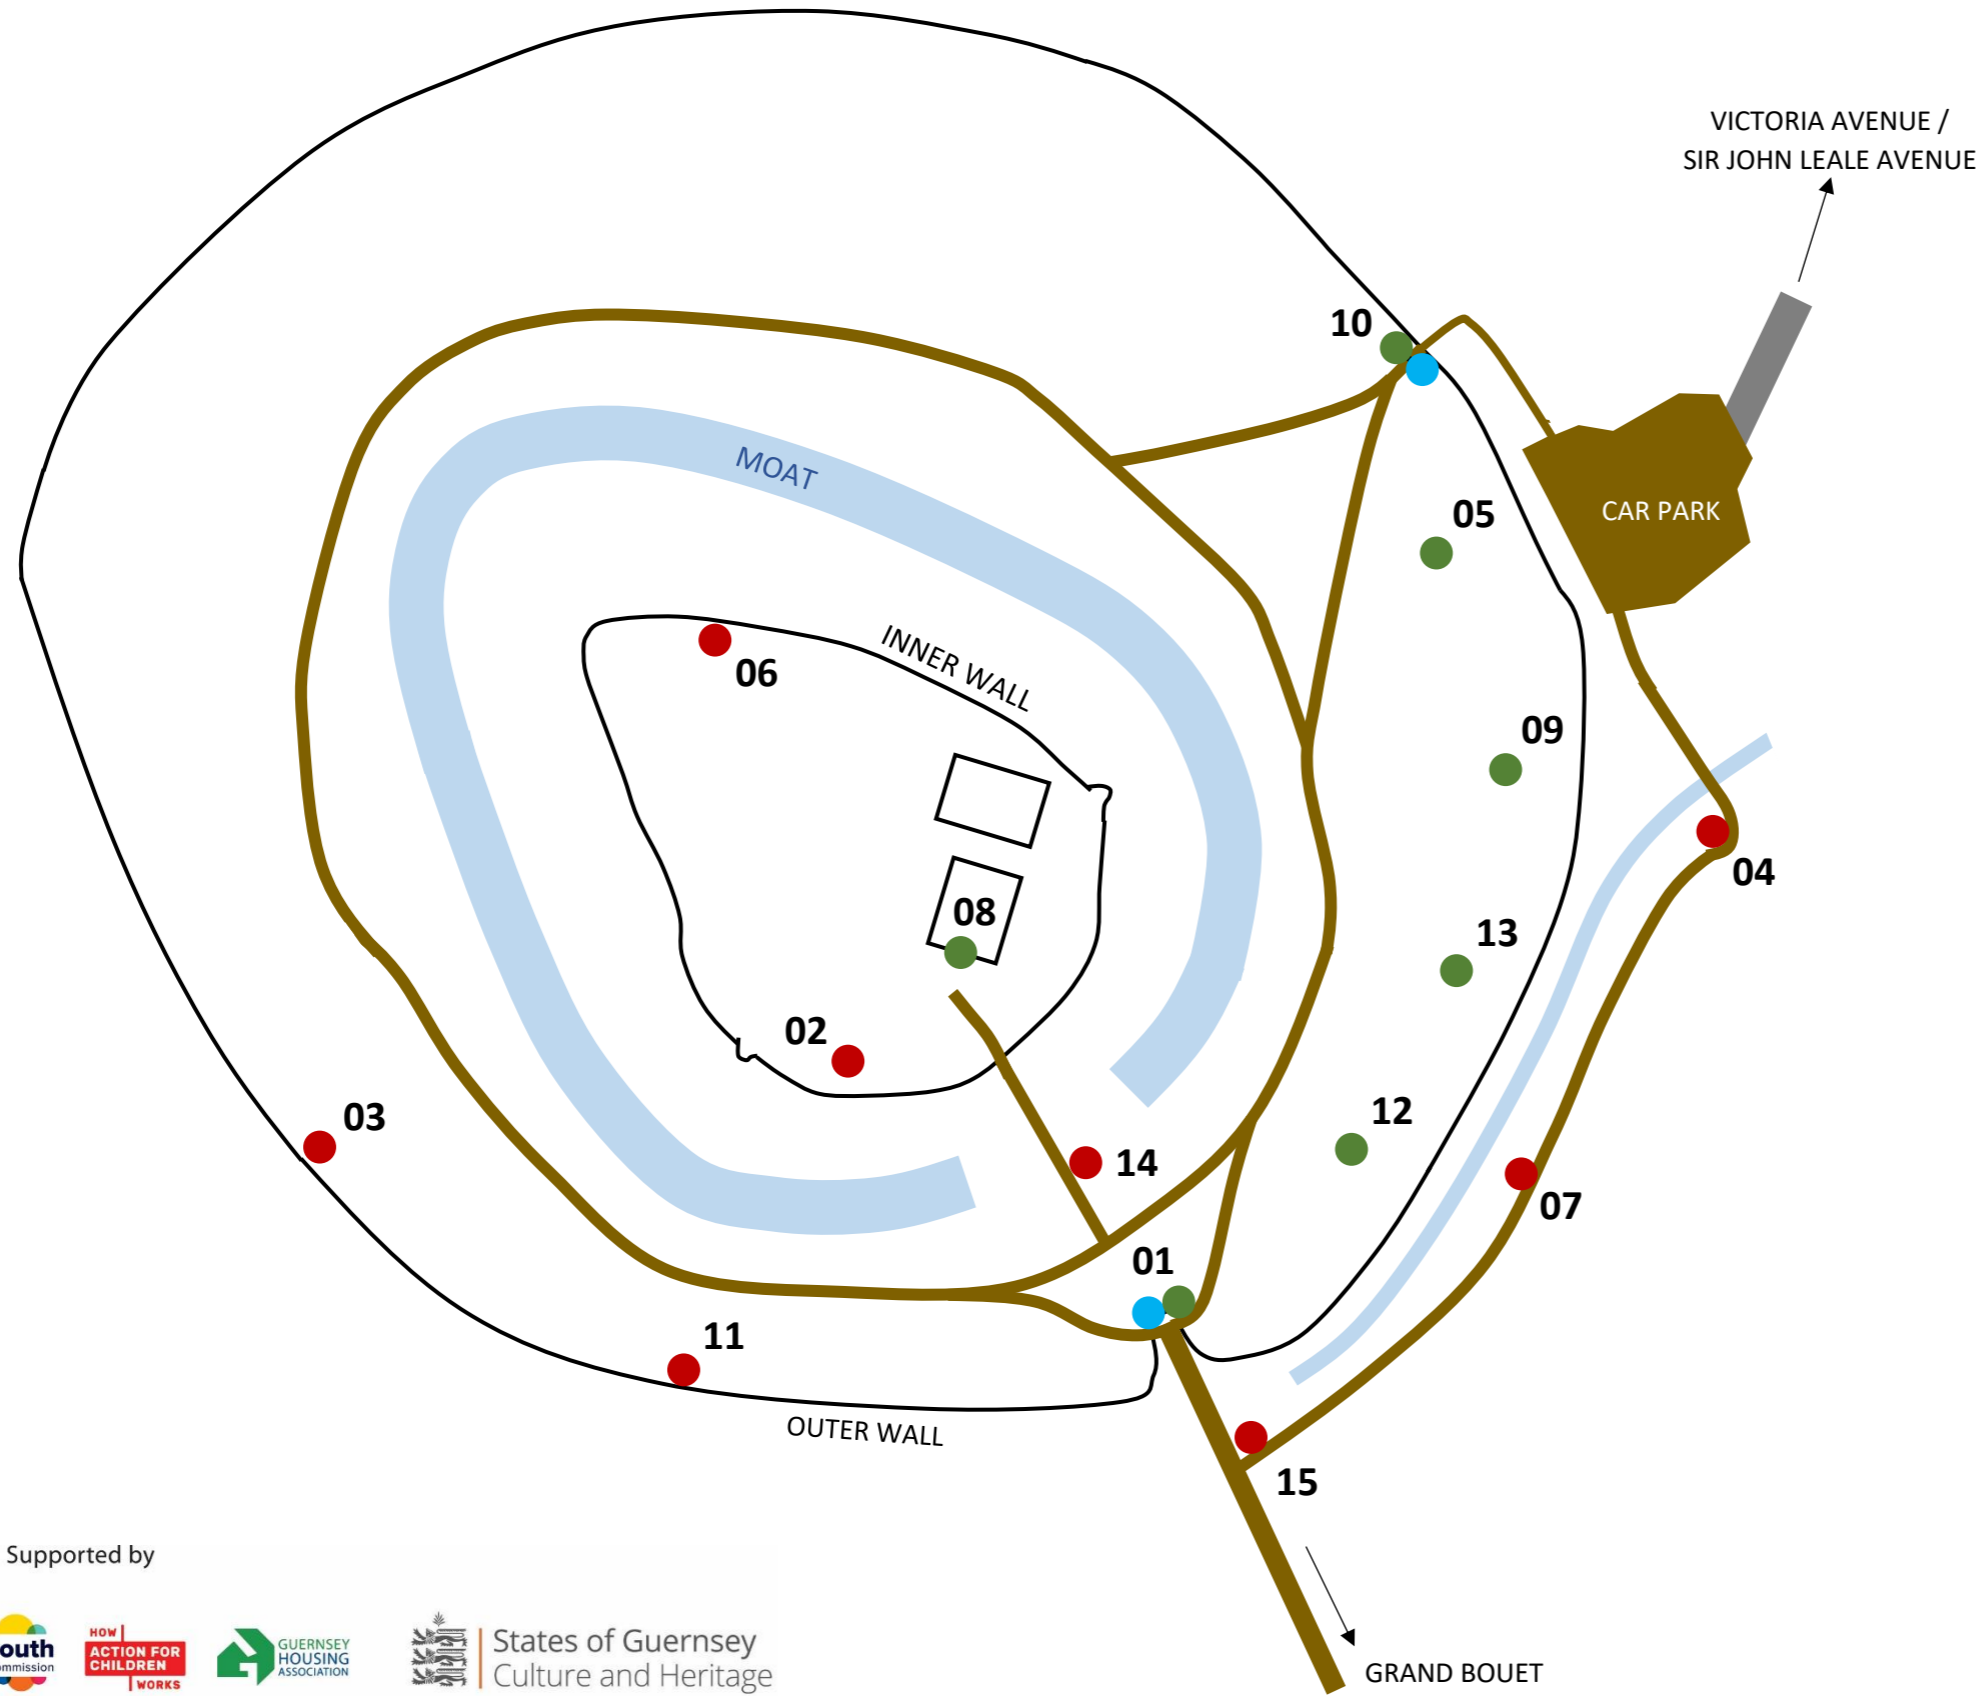 VICTORIA AVENUE /
SIR JOHN LEALE AVENUE
10
MOAT
05
CAR PARK
INNER WALL
06
09
04
08
13
02
03
12
14
07
01
11
OUTER WALL
15
Supported by
outh
mmission
HOW
ACTION FOR
CHILDREN
WORKS
GUERNSEY
HOUSING
ASSOCIATION
States of Guernsey
Culture and Heritage
GRAND BOUET